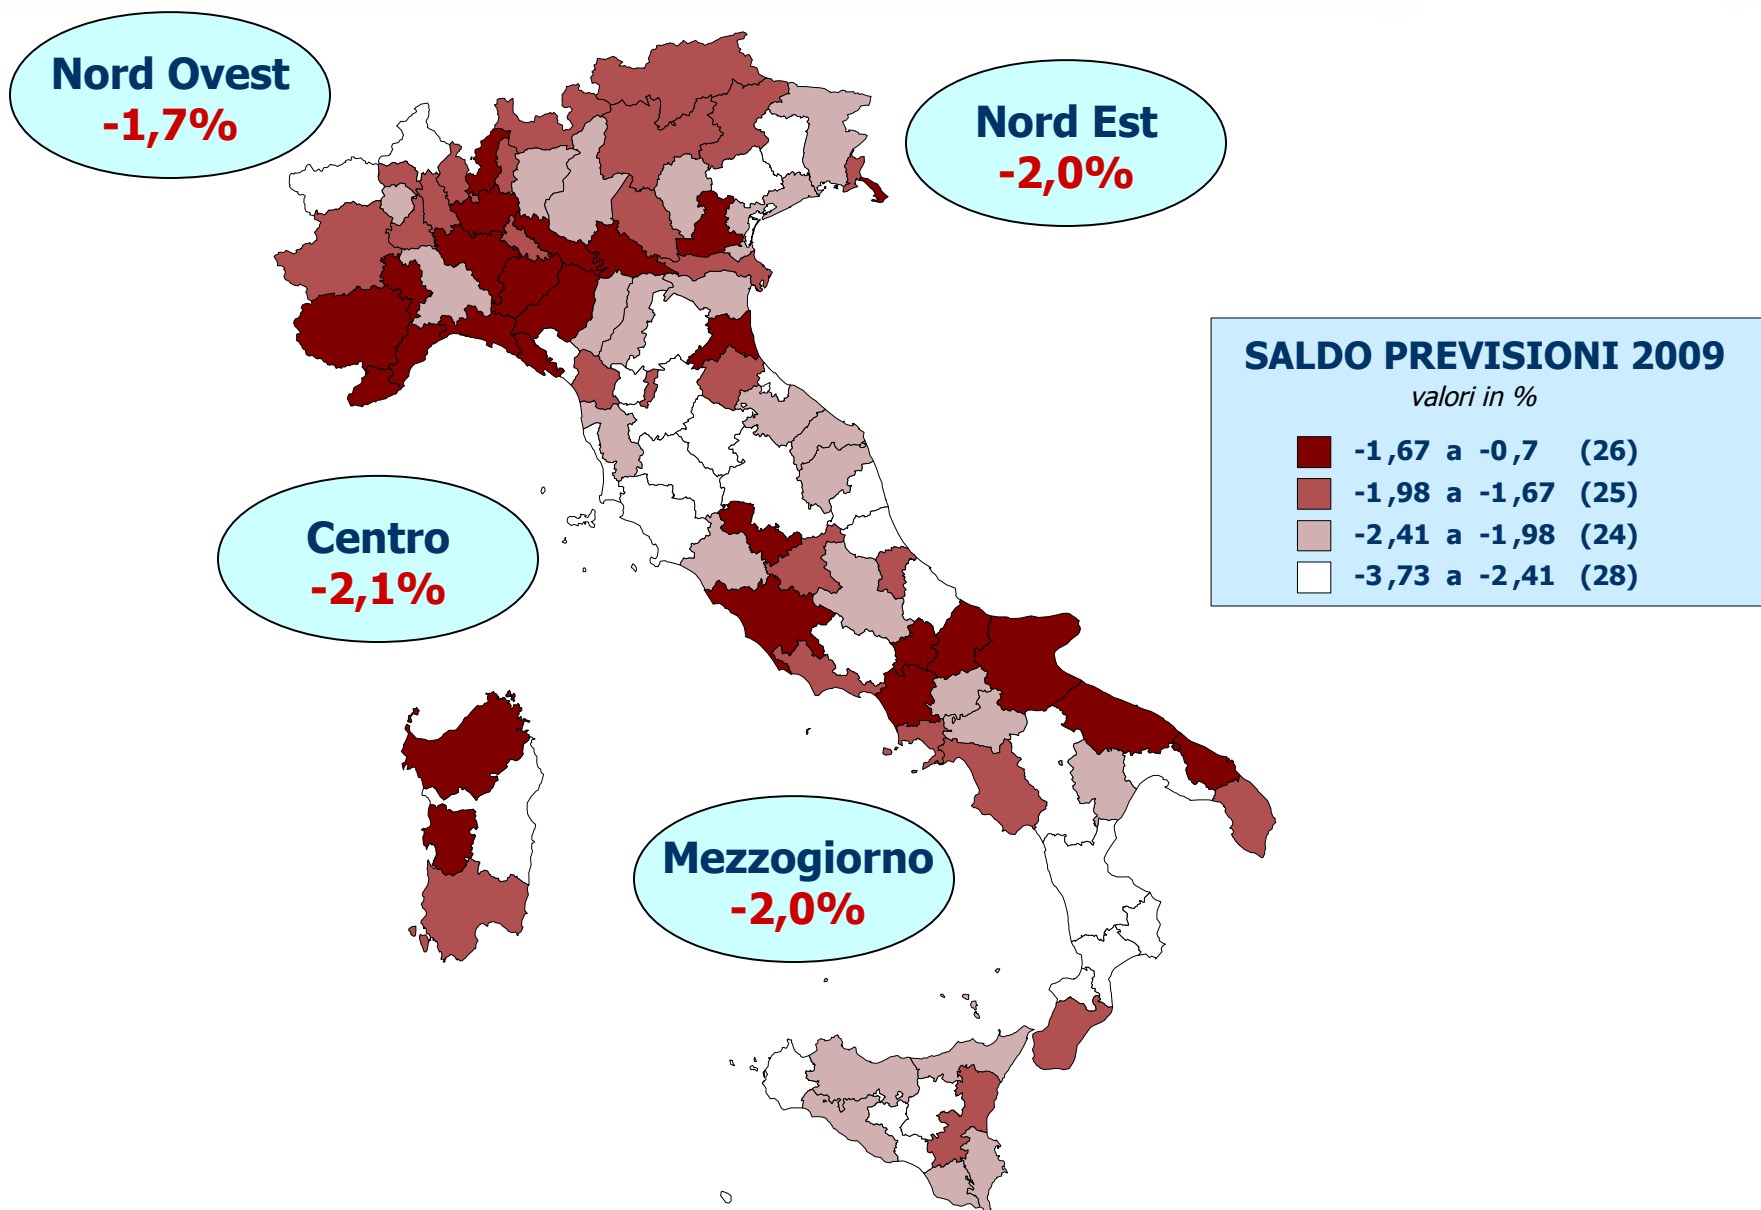 Nord Ovest
-1,7%
Nord Est
-2,0%
SALDO PREVISIONI 2009
valori in %
-1,67 a -0,7 (26)
-1,98 a -1,67 (25)
-2,41 a -1,98 (24)
-3,73 a -2,41 (28)
Centro
-2,1%
Mezzogiorno
-2,0%